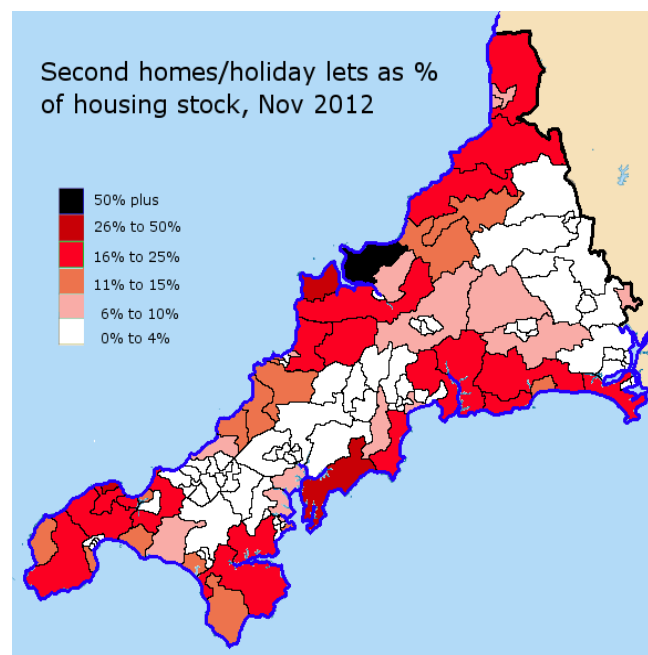 Second homes/holiday lets as %
of housing stock, Nov 2012
50% plus
26% to 50%
16% to 25%
11% to 15%
6% to 10%
0% to 4%